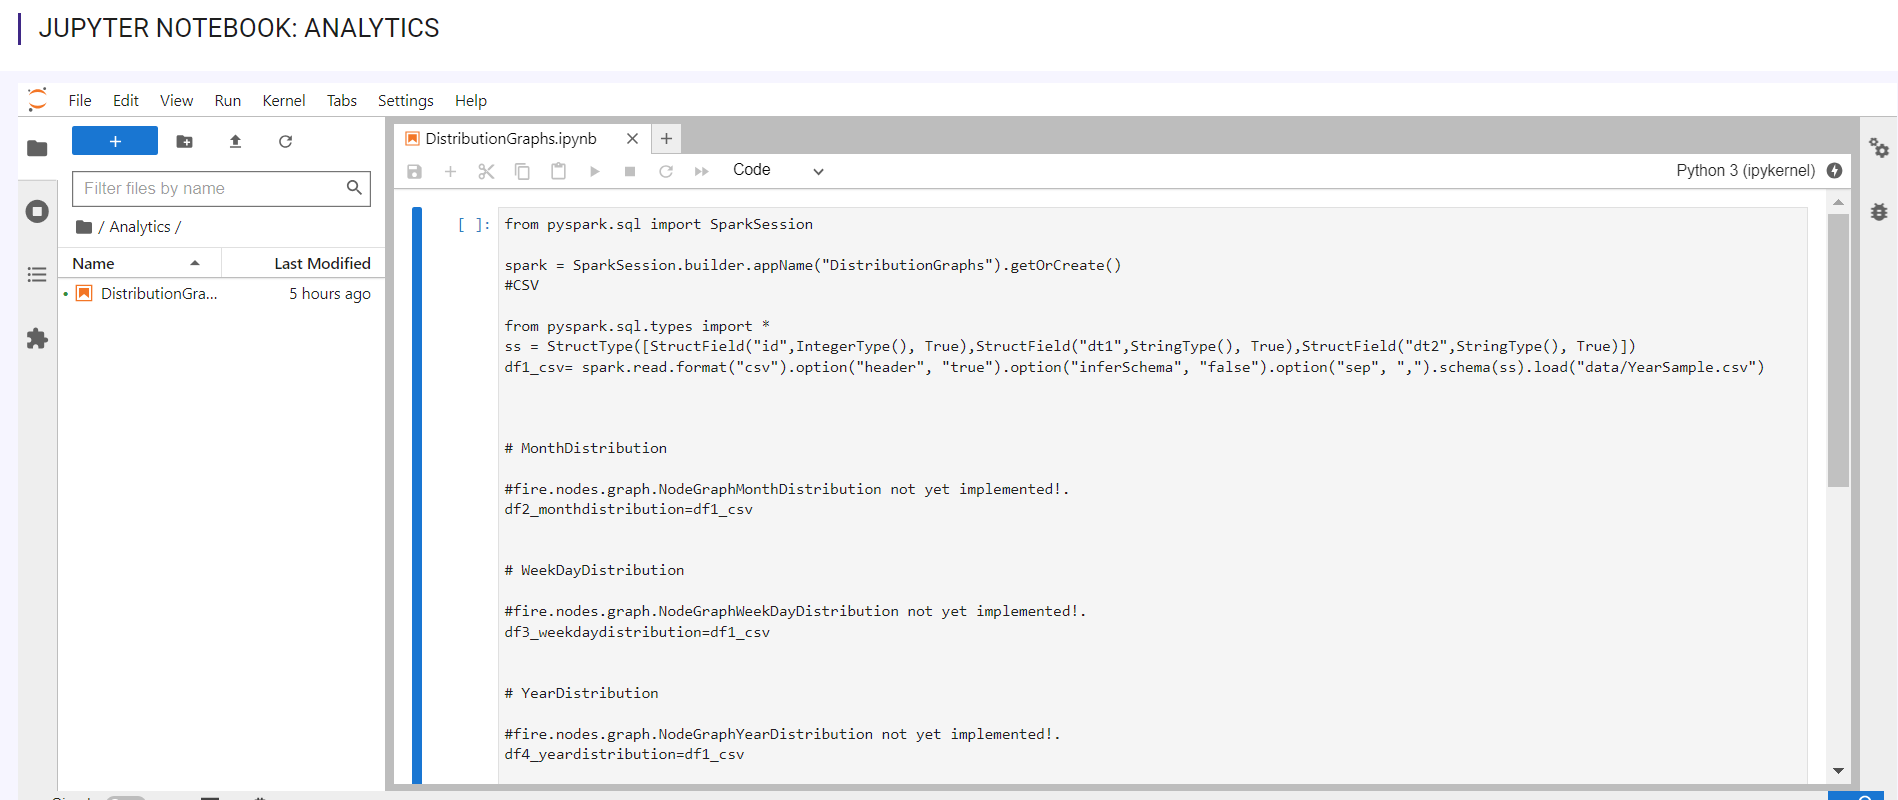 JUPYTER NOTEBOOK: ANALYTICS
File Edit View Run Kernel Tabs Settings Help
+
Filter files by name
/ Analytics /
Name Last Modified
DistributionGra... 5 hours ago
DistributionGraphs.ipynb
Code
Python 3 (ipykernel)
[ ]: from pyspark.sql import SparkSession
spark = SparkSession.builder.appName("DistributionGraphs").getOrCreate()
#CSV
from pyspark.sql.types import *
ss = StructType([StructField("id",IntegerType(), True),StructField("dt1",StringType(), True),StructField("dt2",StringType(), True)])
df1_csv= spark.read.format("csv").option("header", "true").option("inferSchema", "false").option("sep", ",").schema(ss).load("data/YearSample.csv")
# MonthDistribution
#fire.nodes.graph.NodeGraphMonthDistribution not yet implemented!.
df2_monthdistribution=df1_csv
# WeekDayDistribution
#fire.nodes.graph.NodeGraphWeekDayDistribution not yet implemented!.
df3_weekdaydistribution=df1_csv
# YearDistribution
#fire.nodes.graph.NodeGraphYearDistribution not yet implemented!.
df4_yeardistribution=df1_csv